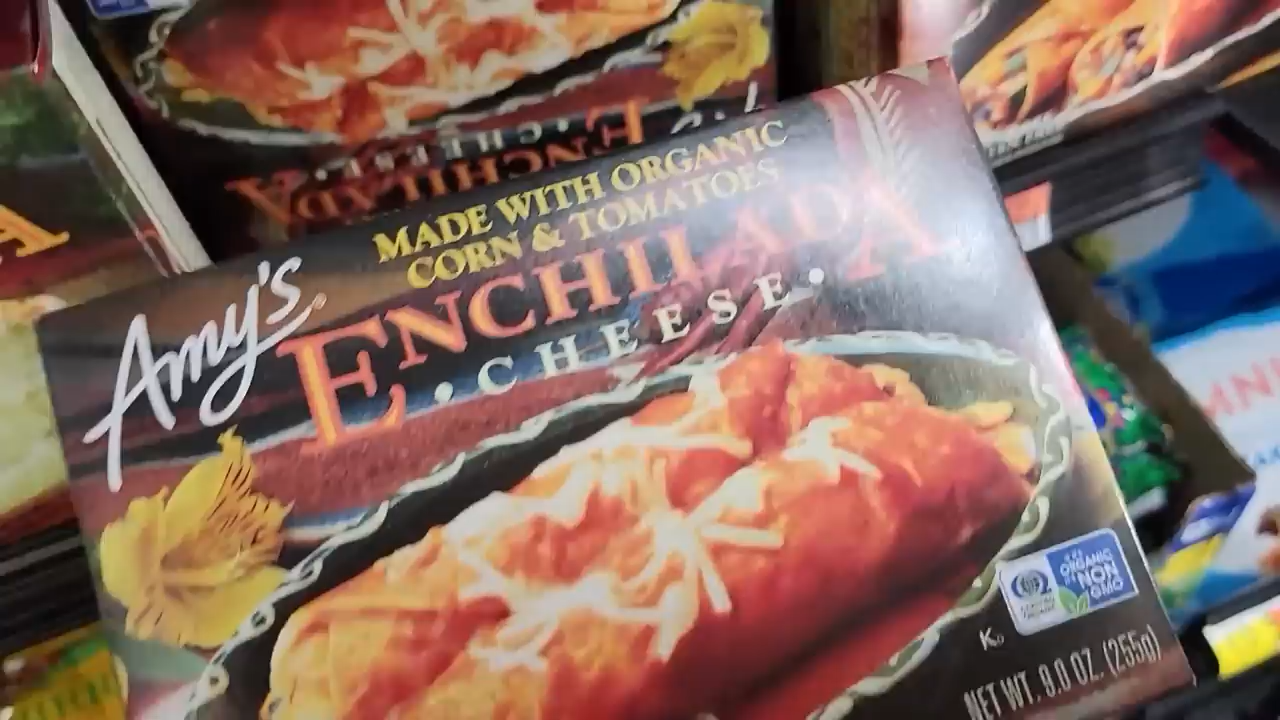 ENCHILADA
CHEESE
MADE WITH ORGANIC
CORN & TOMATOES
Amy's
ENCHILADA
• CHEESE •
ORGANIC
NON
GMO
K
NET WT. 9.0 OZ. (255g)
A
MNI